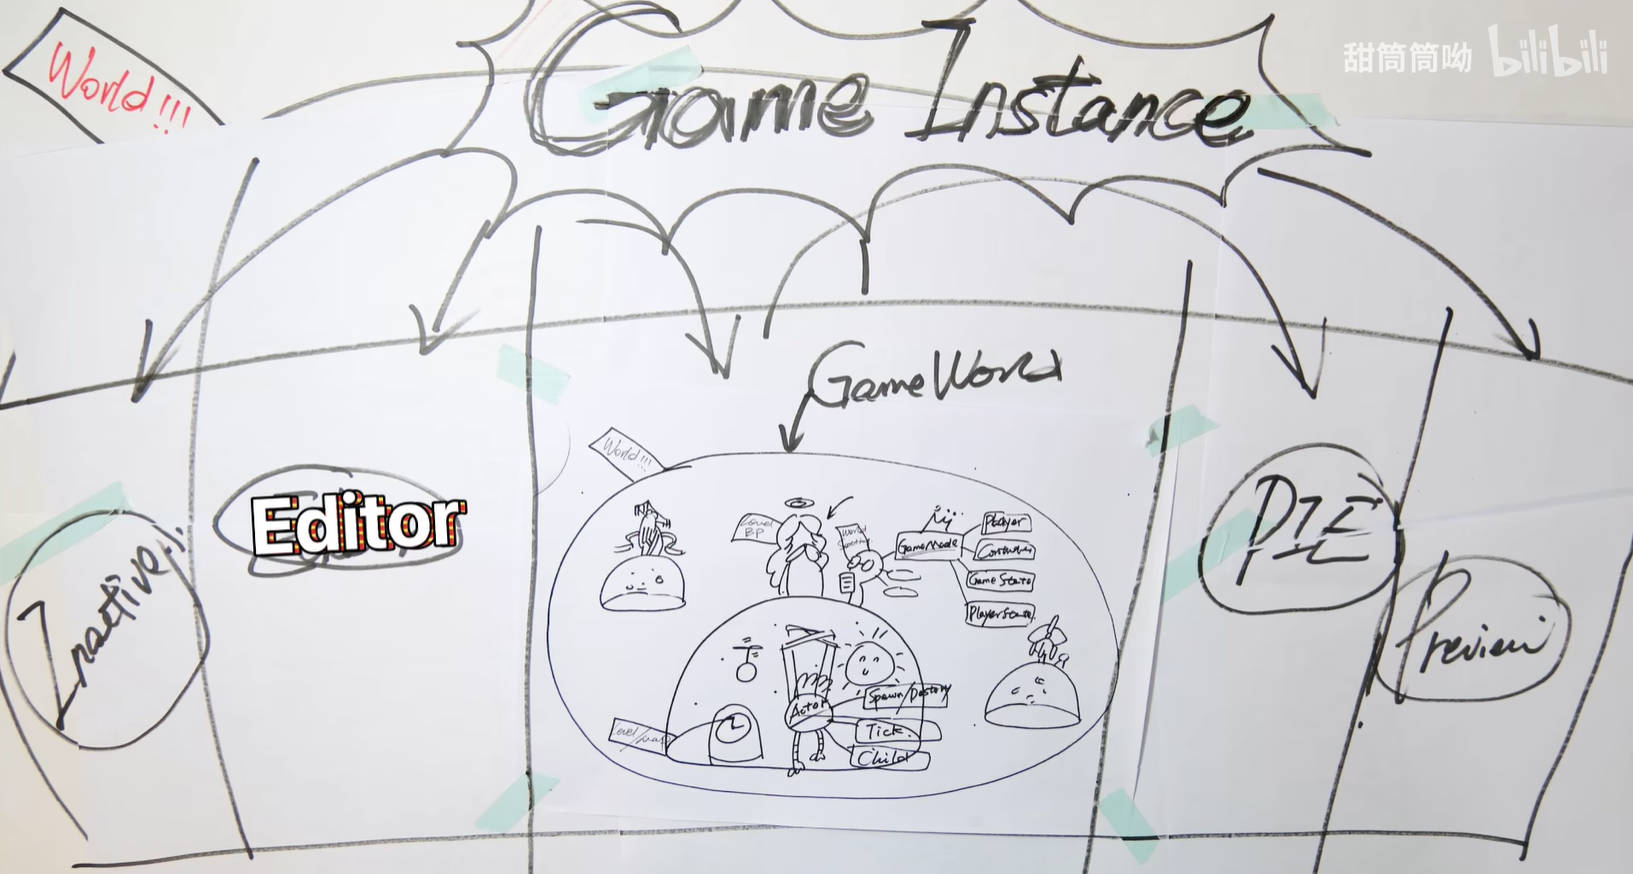 甜筒筒呦 bilibili
World!!!
Game Instance
GameWorld
World!!!
Level
BP
World
GameMode
Player
Controller
Game State
PlayerState
Editor
PIE
Inactive
Preview
Actor
Spawn/Destory
Tick.
Child
Level/map